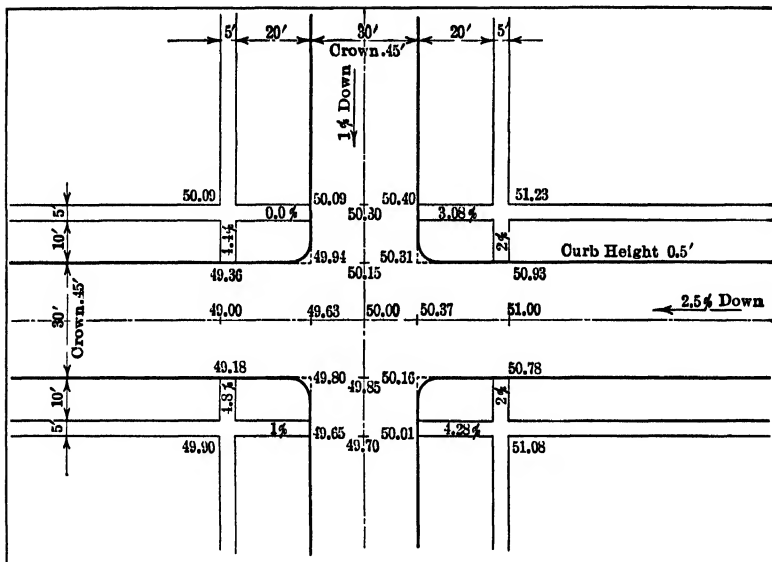 5' 20' 30' 20' 5'
Crown .45'
1% Down
50.09 50.09 50.40 51.23
5' 0.0% 50.30 3.08%
10' 4.4% 2%
49.94 50.31 Curb Height 0.5'
49.36 50.15 50.93
30' Crown .45' 49.00 49.63 50.00 50.37 51.00 2.5% Down
49.18 49.80 50.16 50.78
49.85
10' 4.8% 2%
5' 1% 49.65 50.01 4.28%
49.70
49.90 51.08